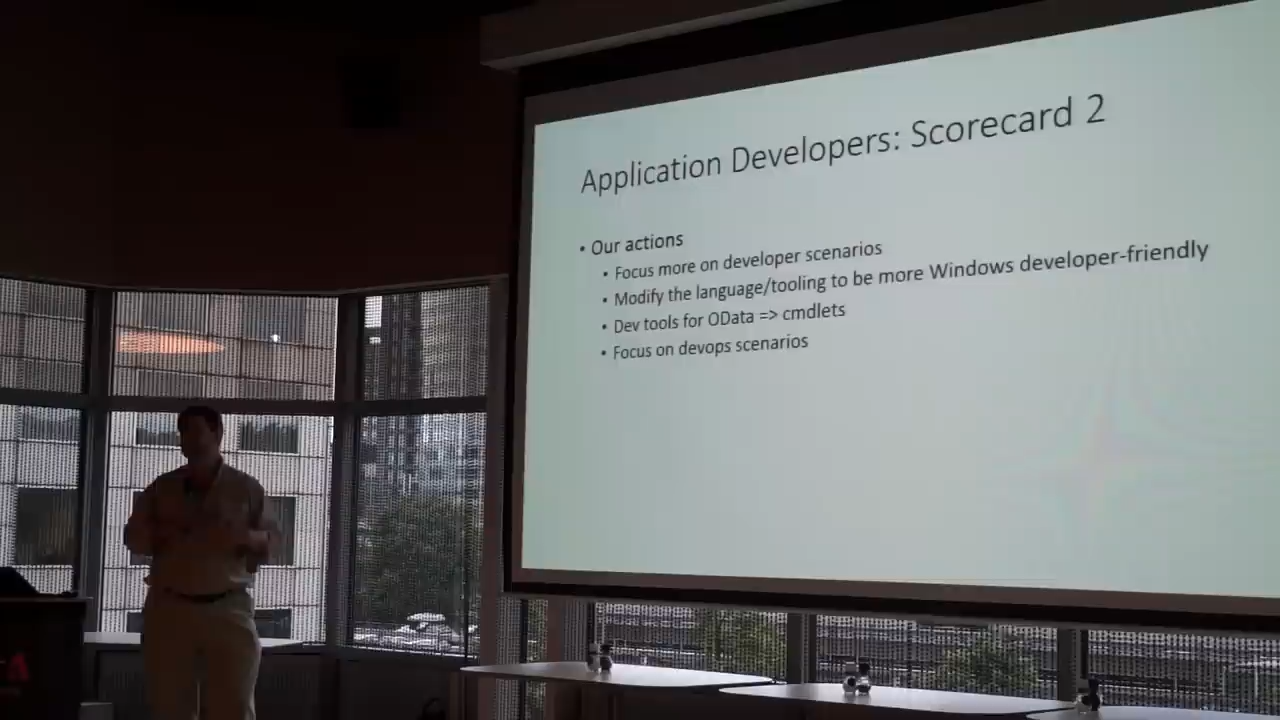 Application Developers: Scorecard 2
• Our actions
• Focus more on developer scenarios
• Modify the language/tooling to be more Windows developer-friendly
• Dev tools for OData => cmdlets
• Focus on devops scenarios